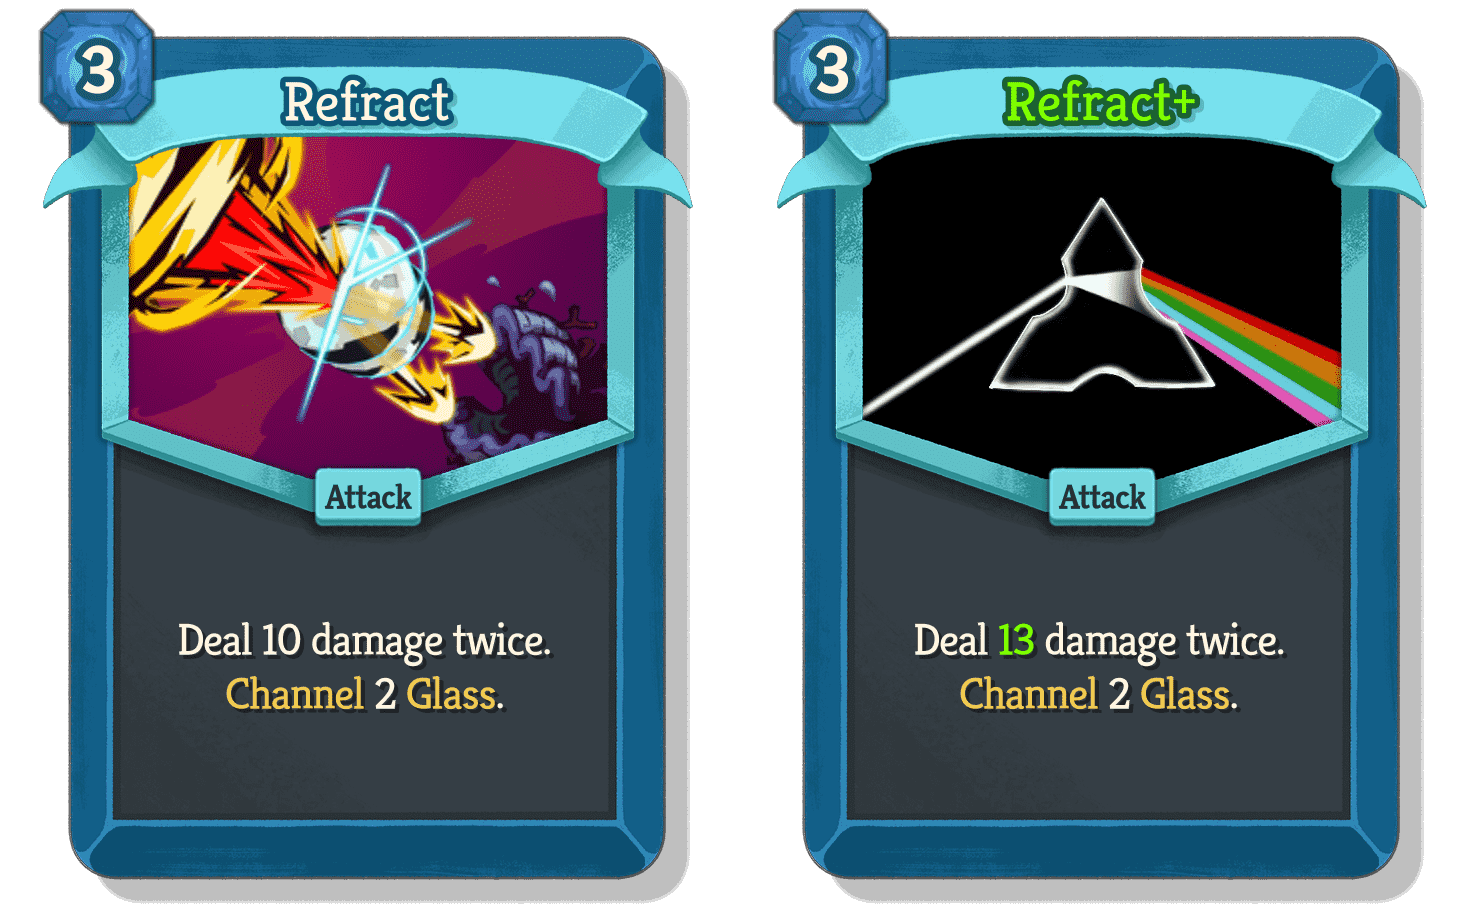 3
Refract
Attack
Deal 10 damage twice.
Channel 2 Glass.
3
Refract+
Attack
Deal 13 damage twice.
Channel 2 Glass.